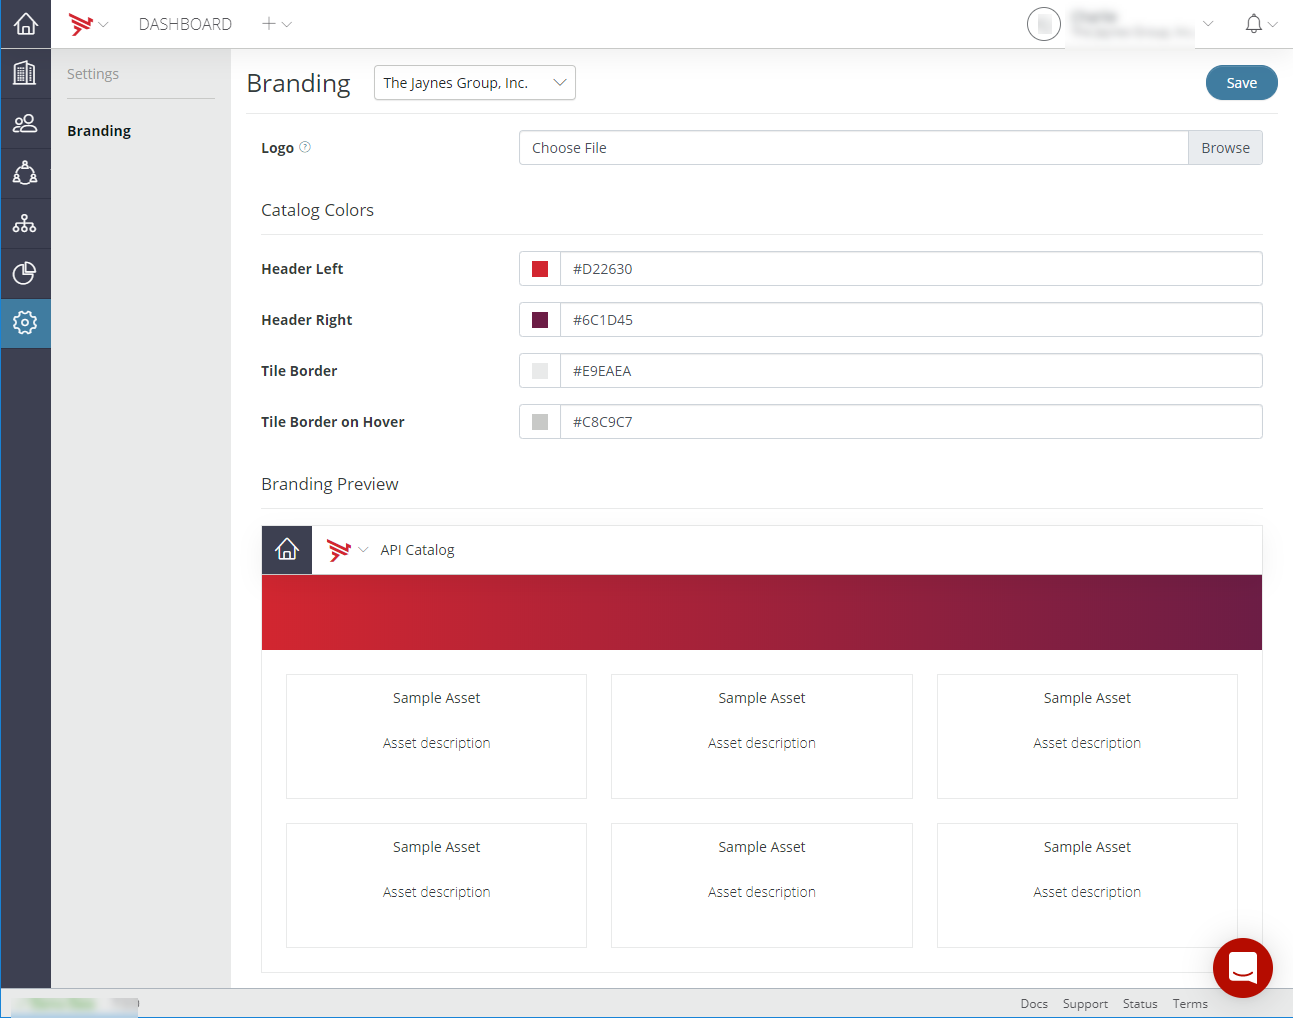 DASHBOARD
Settings
Branding
Branding
The Jaynes Group, Inc.
Save
Logo ?
Choose File
Browse
Catalog Colors
Header Left
#D22630
Header Right
#6C1D45
Tile Border
#E9EAEA
Tile Border on Hover
#C8C9C7
Branding Preview
API Catalog
Sample Asset
Asset description
Sample Asset
Asset description
Sample Asset
Asset description
Sample Asset
Asset description
Sample Asset
Asset description
Sample Asset
Asset description
Docs Support Status Terms